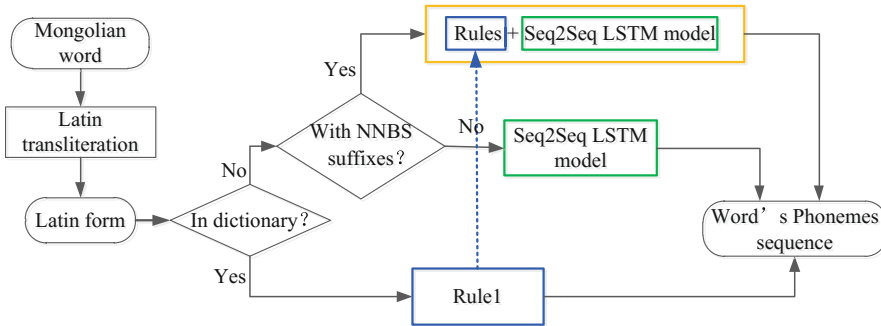 Mongolian
word
Latin
transliteration
Latin form
In dictionary？
No
Yes
With NNBS
suffixes？
Yes
No
Rules + Seq2Seq LSTM model
Seq2Seq LSTM
model
Rule1
Word’s Phonemes
sequence